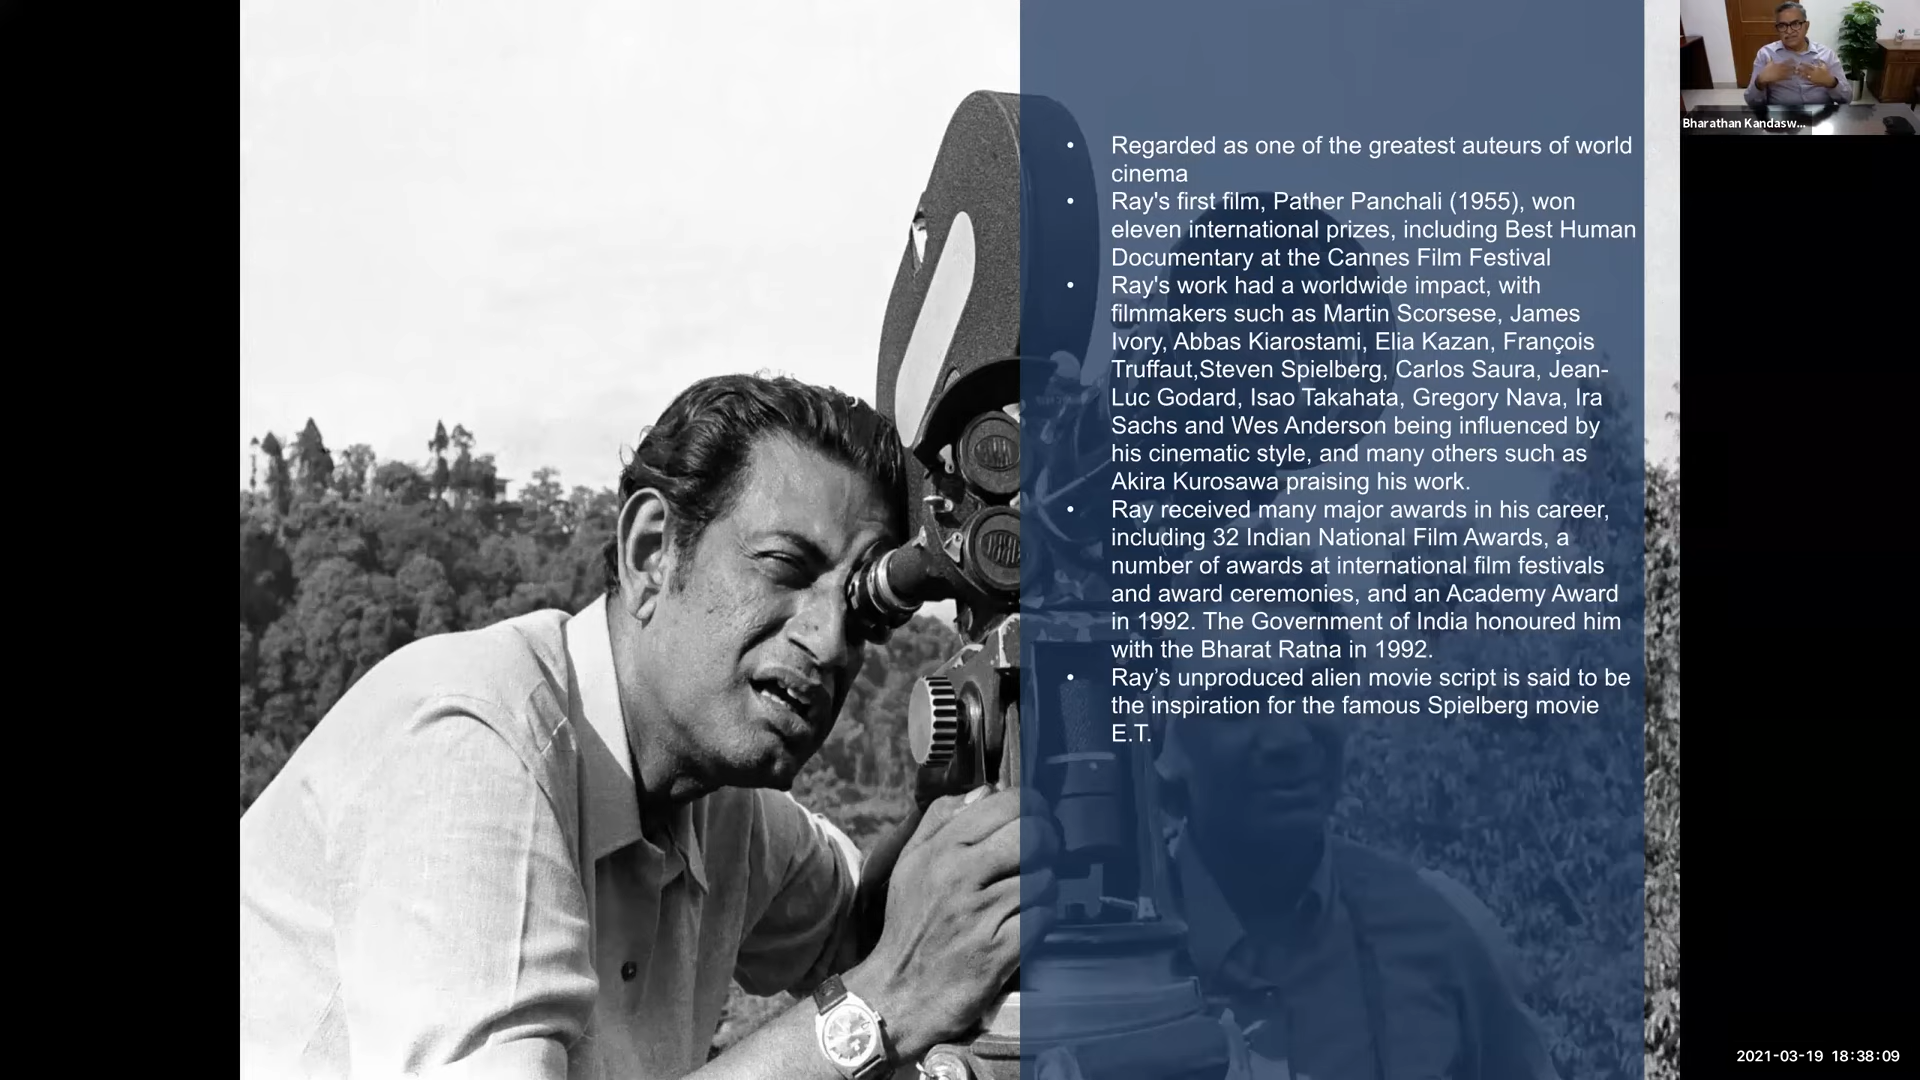 • Regarded as one of the greatest auteurs of world
cinema
• Ray's first film, Pather Panchali (1955), won
eleven international prizes, including Best Human
Documentary at the Cannes Film Festival
• Ray's work had a worldwide impact, with
filmmakers such as Martin Scorsese, James
Ivory, Abbas Kiarostami, Elia Kazan, François
Truffaut,Steven Spielberg, Carlos Saura, Jean-
Luc Godard, Isao Takahata, Gregory Nava, Ira
Sachs and Wes Anderson being influenced by
his cinematic style, and many others such as
Akira Kurosawa praising his work.
• Ray received many major awards in his career,
including 32 Indian National Film Awards, a
number of awards at international film festivals
and award ceremonies, and an Academy Award
in 1992. The Government of India honoured him
with the Bharat Ratna in 1992.
• Ray’s unproduced alien movie script is said to be
the inspiration for the famous Spielberg movie
E.T.
Bharathan Kandasw...
2021-03-19 18:38:09